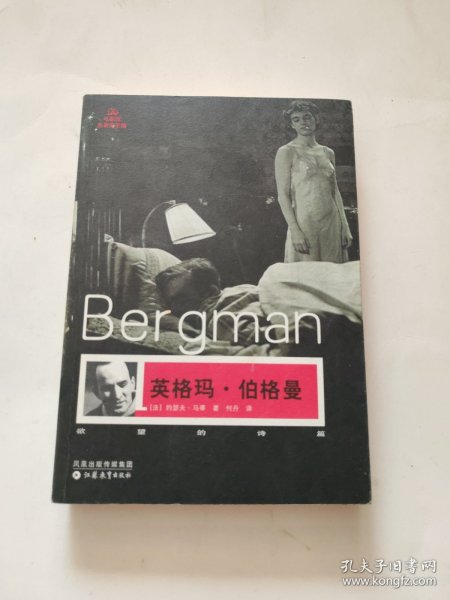 Bergman
英格玛·伯格曼
[法] 约瑟夫·马蒂 著 何丹 译
欲望的诗篇
凤凰出版传媒集团
江苏教育出版社
孔夫子旧书网
www.kongfz.com